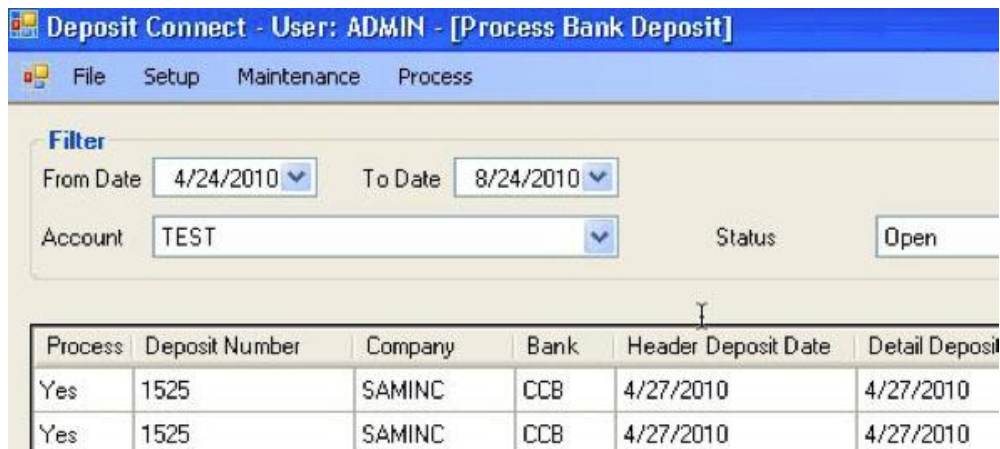 Deposit Connect - User: ADMIN - [Process Bank Deposit]
File Setup Maintenance Process
Filter
From Date 4/24/2010 To Date 8/24/2010
Account TEST Status Open
Process Deposit Number Company Bank Header Deposit Date Detail Deposit
Yes 1525 SAMINC CCB 4/27/2010 4/27/2010
Yes 1525 SAMINC CCB 4/27/2010 4/27/2010